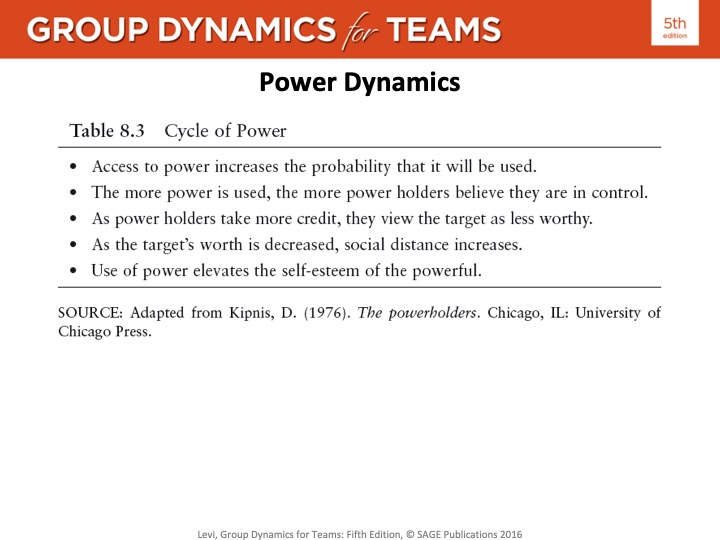 GROUP DYNAMICS for TEAMS
5th
edition
Power Dynamics
Table 8.3 Cycle of Power
• Access to power increases the probability that it will be used.
• The more power is used, the more power holders believe they are in control.
• As power holders take more credit, they view the target as less worthy.
• As the target's worth is decreased, social distance increases.
• Use of power elevates the self-esteem of the powerful.
SOURCE: Adapted from Kipnis, D. (1976). The powerholders. Chicago, IL: University of
Chicago Press.
Levi, Group Dynamics for Teams: Fifth Edition, © SAGE Publications 2016